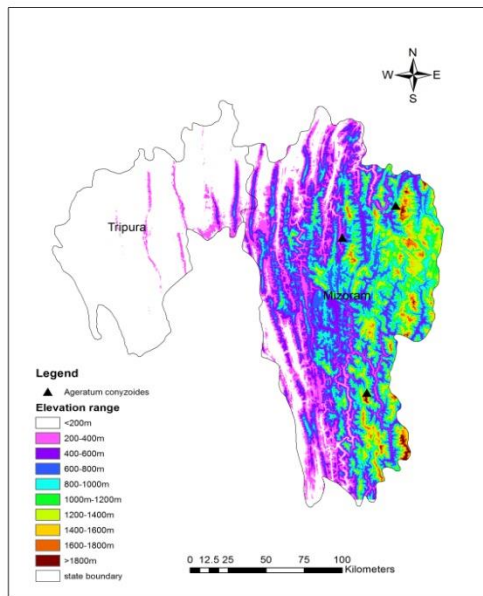 N
W E
S
Tripura
Mizoram
Legend
Ageratum conyzoides
Elevation range
<200m
200-400m
400-600m
600-800m
800-1000m
1000m-1200m
1200-1400m
1400-1600m
1600-1800m
>1800m
state boundary
0 12.5 25 50 75 100
Kilometers